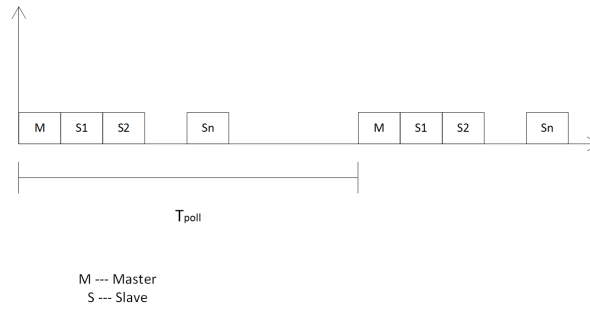 M S1 S2 Sn M S1 S2 Sn
Tpoll
M --- Master
S --- Slave